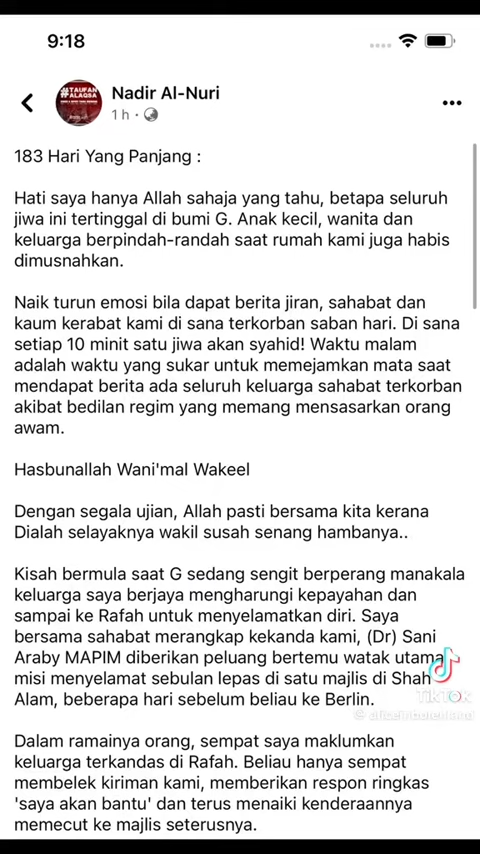 9:18
#TAUFAN
ALAQSA
Nadir Al-Nuri
1 h
183 Hari Yang Panjang :
Hati saya hanya Allah sahaja yang tahu, betapa seluruh
jiwa ini tertinggal di bumi G. Anak kecil, wanita dan
keluarga berpindah-randah saat rumah kami juga habis
dimusnahkan.
Naik turun emosi bila dapat berita jiran, sahabat dan
kaum kerabat kami di sana terkorban saban hari. Di sana
setiap 10 minit satu jiwa akan syahid! Waktu malam
adalah waktu yang sukar untuk memejamkan mata saat
mendapat berita ada seluruh keluarga sahabat terkorban
akibat bedilan regim yang memang mensasarkan orang
awam.
Hasbunallah Wani'mal Wakeel
Dengan segala ujian, Allah pasti bersama kita kerana
Dialah selayaknya wakil susah senang hambanya..
Kisah bermula saat G sedang sengit berperang manakala
keluarga saya berjaya mengharungi kepayahan dan
sampai ke Rafah untuk menyelamatkan diri. Saya
bersama sahabat merangkap kekanda kami, (Dr) Sani
Araby MAPIM diberikan peluang bertemu watak utama
misi menyelamat sebulan lepas di satu majlis di Shah
Alam, beberapa hari sebelum beliau ke Berlin.
TikTok
Dalam ramainya orang, sempat saya maklumkan
keluarga terkandas di Rafah. Beliau hanya sempat
membelek kiriman kami, memberikan respon ringkas
'saya akan bantu' dan terus menaiki kenderaannya
memecut ke majlis seterusnya.